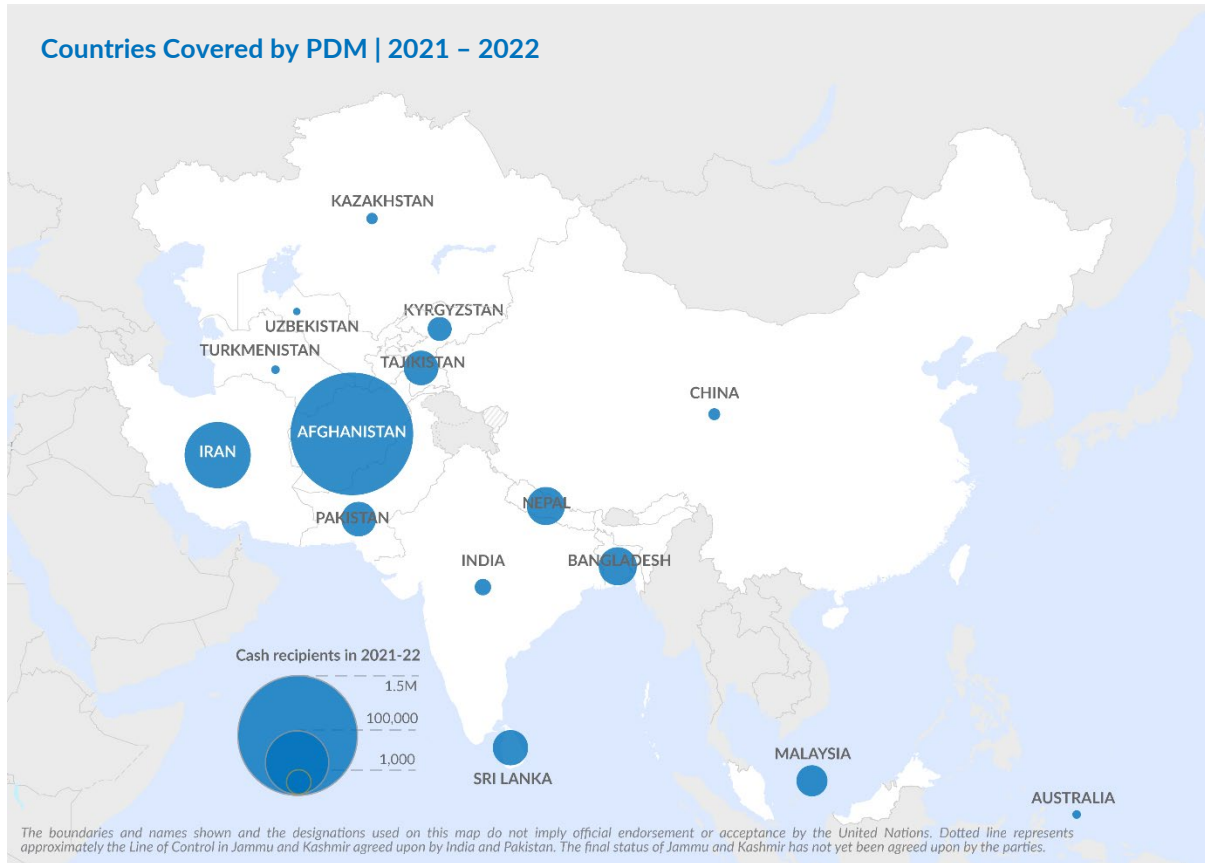 Countries Covered by PDM | 2021 – 2022
KAZAKHSTAN
KYRGYZSTAN
UZBEKISTAN
TURKMENISTAN
TAJIKISTAN
CHINA
AFGHANISTAN
IRAN
NEPAL
PAKISTAN
INDIA
BANGLADESH
Cash recipients in 2021-22
1.5M
100,000
1,000
MALAYSIA
SRI LANKA
AUSTRALIA
The boundaries and names shown and the designations used on this map do not imply official endorsement or acceptance by the United Nations. Dotted line represents
approximately the Line of Control in Jammu and Kashmir agreed upon by India and Pakistan. The final status of Jammu and Kashmir has not yet been agreed upon by the parties.